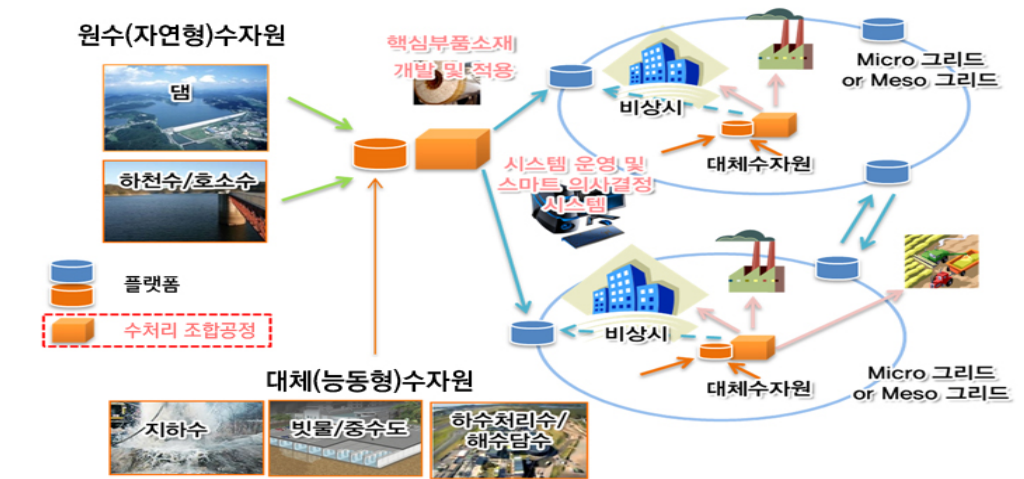 원수(자연형)수자원
댐
하천수/호소수
플랫폼
수처리 조합공정
핵심부품소재
개발 및 적용
시스템 운영 및
스마트 의사결정
시스템
비상시
대체수자원
Micro 그리드
or Meso 그리드
비상시
대체수자원
Micro 그리드
or Meso 그리드
대체(능동형)수자원
지하수
빗물/중수도
하수처리수/
해수담수